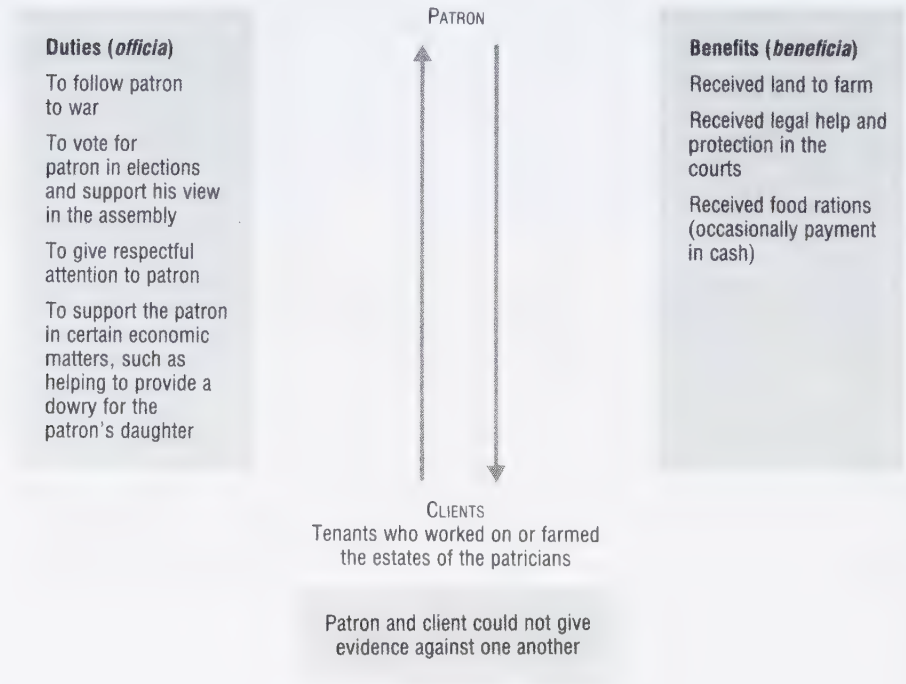 PATRON
Duties (officia)
To follow patron
to war
To vote for
patron in elections
and support his view
in the assembly
To give respectful
attention to patron
To support the patron
in certain economic
matters, such as
helping to provide a
dowry for the
patron's daughter
Benefits (beneficia)
Received land to farm
Received legal help and
protection in the
courts
Received food rations
(occasionally payment
in cash)
CLIENTS
Tenants who worked on or farmed
the estates of the patricians
Patron and client could not give
evidence against one another